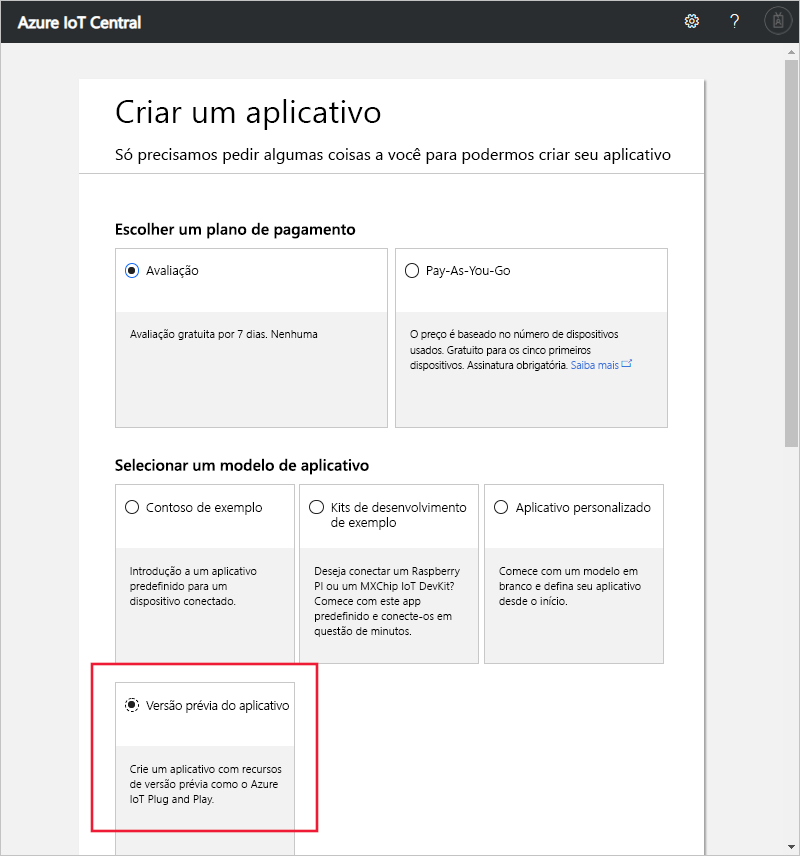 Azure IoT Central
?
Criar um aplicativo
Só precisamos pedir algumas coisas a você para podermos criar seu aplicativo
Escolher um plano de pagamento
Avaliação
Avaliação gratuita por 7 dias. Nenhuma
Pay-As-You-Go
O preço é baseado no número de dispositivos
usados. Gratuito para os cinco primeiros
dispositivos. Assinatura obrigatória. Saiba mais
Selecionar um modelo de aplicativo
Contoso de exemplo
Introdução a um aplicativo
predefinido para um
dispositivo conectado.
Kits de desenvolvimento
de exemplo
Deseja conectar um Raspberry
PI ou um MXChip IoT DevKit?
Comece com este app
predefinido e conecte-os em
questão de minutos.
Aplicativo personalizado
Comece com um modelo em
branco e defina seu aplicativo
desde o início.
Versão prévia do aplicativo
Crie um aplicativo com recursos
de versão prévia como o Azure
IoT Plug and Play.